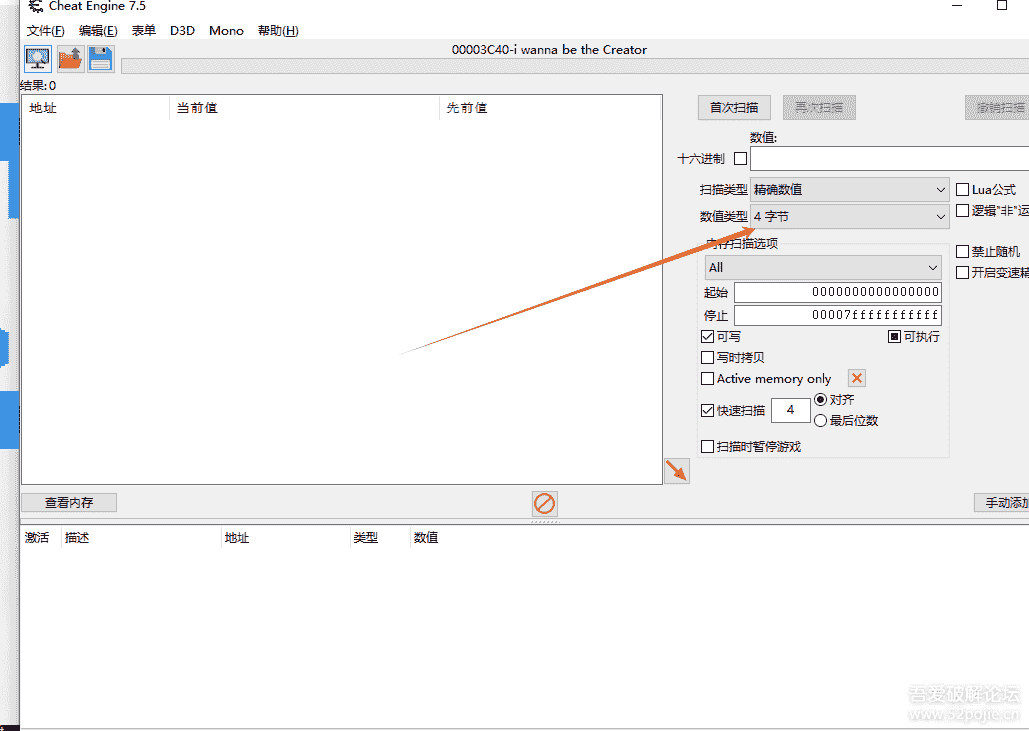 Cheat Engine 7.5
文件(F) 编辑(E) 表单 D3D Mono 帮助(H)
00003C40-i wanna be the Creator
结果:0
地址 当前值 先前值
首次扫描 再次扫描 撤销扫描
数值:
十六进制
扫描类型 精确数值 Lua公式
数值类型 4 字节 逻辑"非"运
内存扫描选项
All 禁止随机
起始 0000000000000000 开启变速精
停止 00007fffffffffff
可写 可执行
写时拷贝
Active memory only
快速扫描 4 对齐
最后位数
扫描时暂停游戏
查看内存 手动添加
激活 描述 地址 类型 数值
吾爱破解论坛
www.52pojie.cn